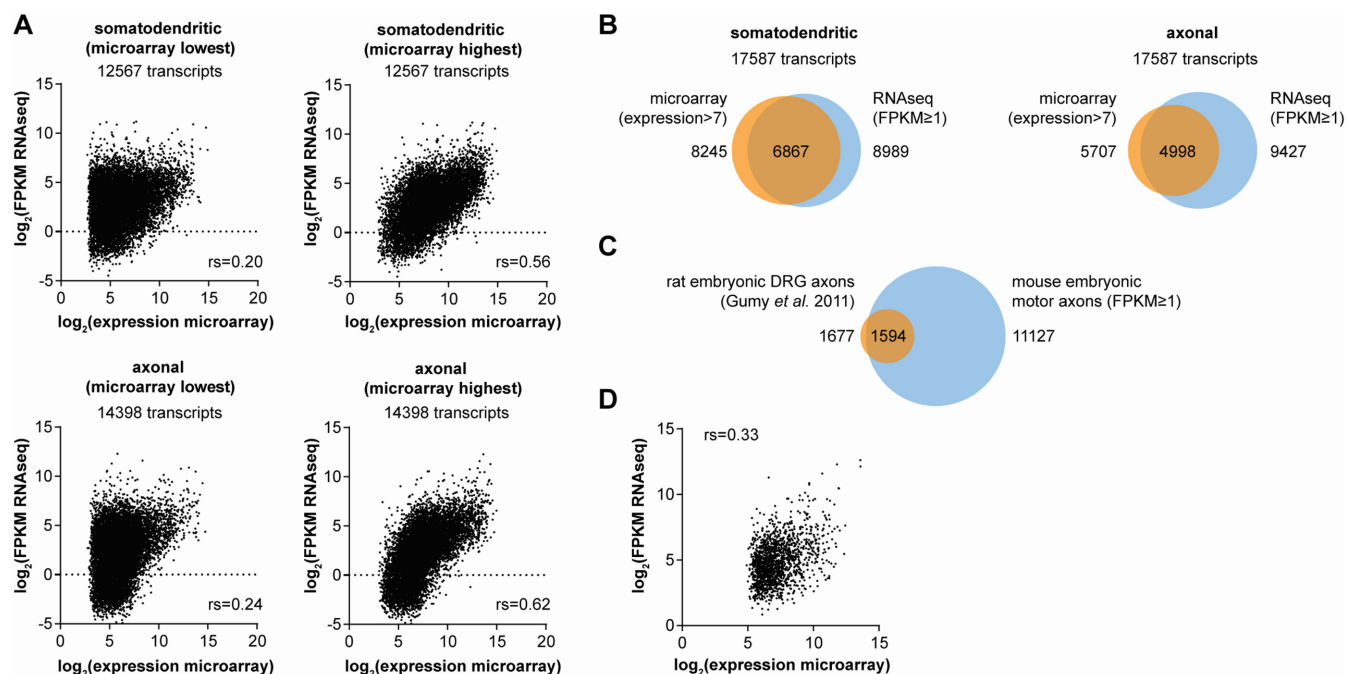 A
somatodendritic
(microarray lowest)
12567 transcripts
log2(FPKM RNAseq)
15
10
5
0
-5
rs=0.20
0 5 10 15 20
log2(expression microarray)
somatodendritic
(microarray highest)
12567 transcripts
log2(FPKM RNAseq)
15
10
5
0
-5
rs=0.56
0 5 10 15 20
log2(expression microarray)
axonal
(microarray lowest)
14398 transcripts
log2(FPKM RNAseq)
15
10
5
0
-5
rs=0.24
0 5 10 15 20
log2(expression microarray)
axonal
(microarray highest)
14398 transcripts
log2(FPKM RNAseq)
15
10
5
0
-5
rs=0.62
0 5 10 15 20
log2(expression microarray)
B
somatodendritic
17587 transcripts
microarray
(expression>7)
8245
6867
RNAseq
(FPKM≥1)
8989
axonal
17587 transcripts
microarray
(expression>7)
5707
4998
RNAseq
(FPKM≥1)
9427
C
rat embryonic DRG axons
(Gumy et al. 2011)
1677
1594
mouse embryonic
motor axons (FPKM≥1)
11127
D
log2(FPKM RNAseq)
15
10
5
0
rs=0.33
0 5 10 15
log2(expression microarray)